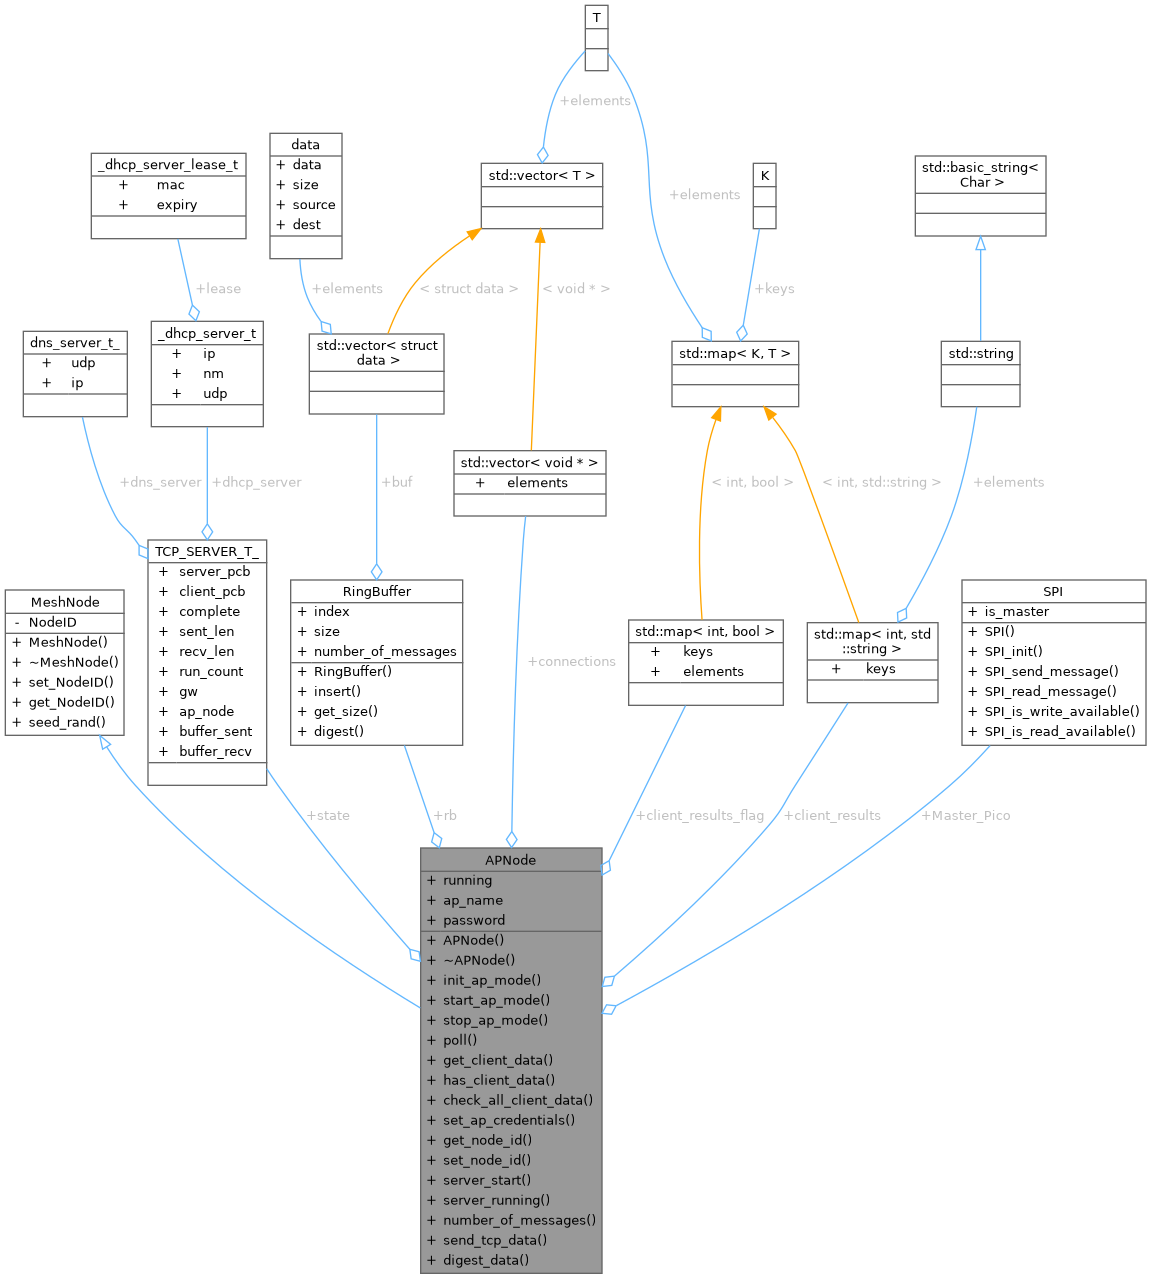 T
+elements
_dhcp_server_lease_t
+ mac
+ expiry
data
+ data
+ size
+ source
+ dest
std::vector< T >
+elements
K
std::basic_string<
Char >
+lease
+elements
< struct data >
< void * >
+keys
dns_server_t_
+ udp
+ ip
_dhcp_server_t
+ ip
+ nm
+ udp
std::vector< struct
data >
std::map< K, T >
std::string
std::vector< void * >
+ elements
+dns_server
+dhcp_server
+buf
< int, bool >
< int, std::string >
+elements
TCP_SERVER_T_
+ server_pcb
+ client_pcb
+ complete
+ sent_len
+ recv_len
+ run_count
+ gw
+ ap_node
+ buffer_sent
+ buffer_recv
MeshNode
- NodeID
+ MeshNode()
+ ~MeshNode()
+ set_NodeID()
+ get_NodeID()
+ seed_rand()
RingBuffer
+ index
+ size
+ number_of_messages
+ RingBuffer()
+ insert()
+ get_size()
+ digest()
+connections
std::map< int, bool >
+ keys
+ elements
std::map< int, std
::string >
+ keys
SPI
+ is_master
+ SPI()
+ SPI_init()
+ SPI_send_message()
+ SPI_read_message()
+ SPI_is_write_available()
+ SPI_is_read_available()
+state
+rb
+client_results_flag
+client_results
+Master_Pico
APNode
+ running
+ ap_name
+ password
+ APNode()
+ ~APNode()
+ init_ap_mode()
+ start_ap_mode()
+ stop_ap_mode()
+ poll()
+ get_client_data()
+ has_client_data()
+ check_all_client_data()
+ set_ap_credentials()
+ get_node_id()
+ set_node_id()
+ server_start()
+ server_running()
+ number_of_messages()
+ send_tcp_data()
+ digest_data()